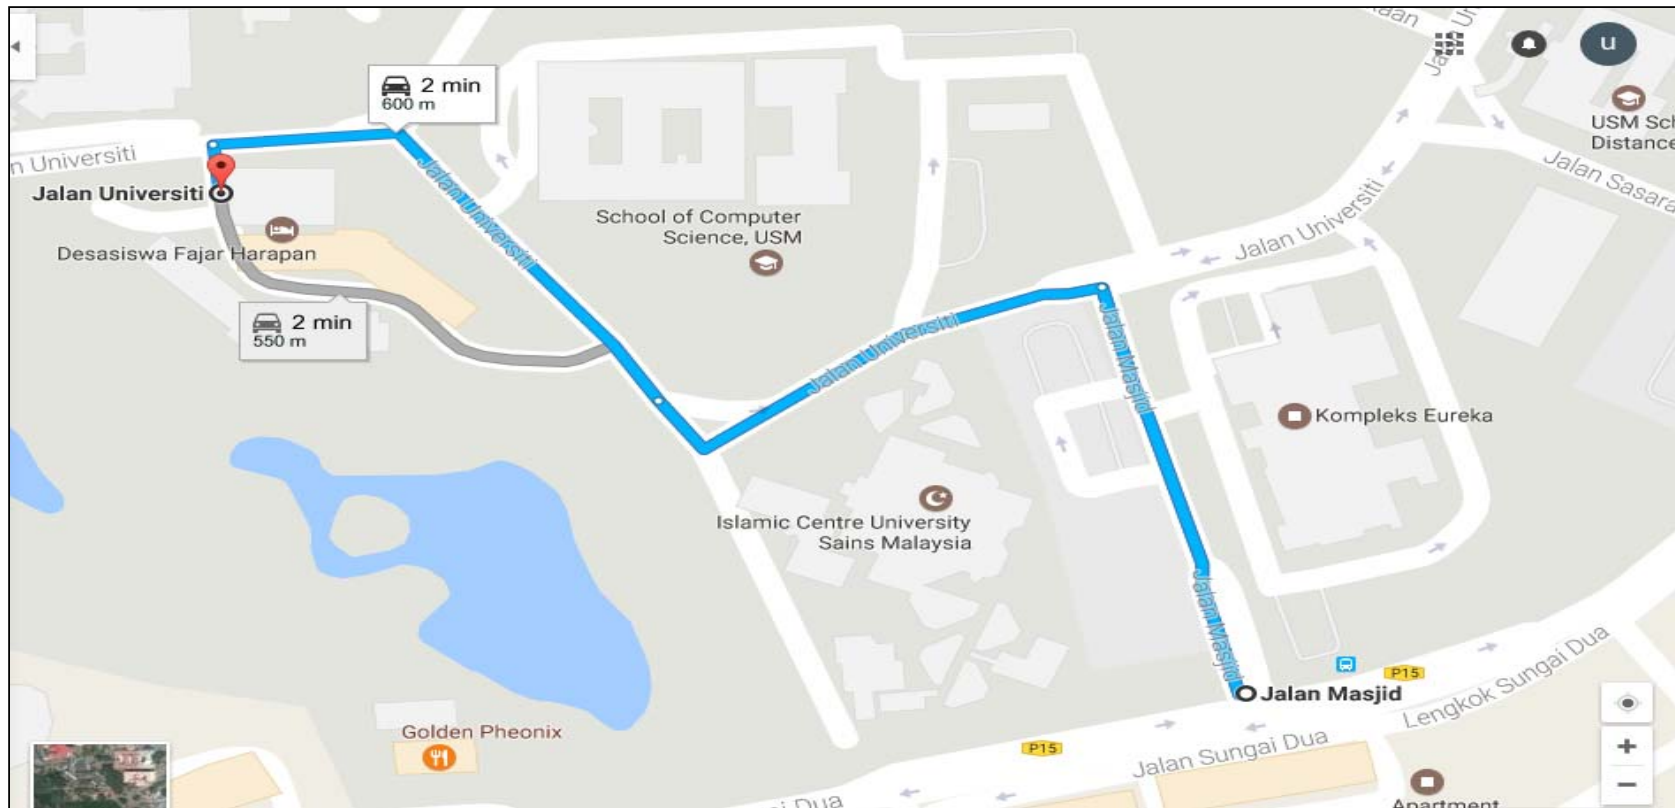 2 min
600 m
u
USM Sch
Distance
n Universiti
Jalan Universiti
Jalan Universiti
Jalan Sasara
School of Computer
Science, USM
Jalan Universiti
Desasiswa Fajar Harapan
2 min
550 m
Jalan Universiti
Jalan Masjid
Kompleks Eureka
Islamic Centre University
Sains Malaysia
Jalan Masjid
Jalan Masjid
P15
Lengkok Sungai Dua
Golden Pheonix
P15
Jalan Sungai Dua
Apartment
Dua